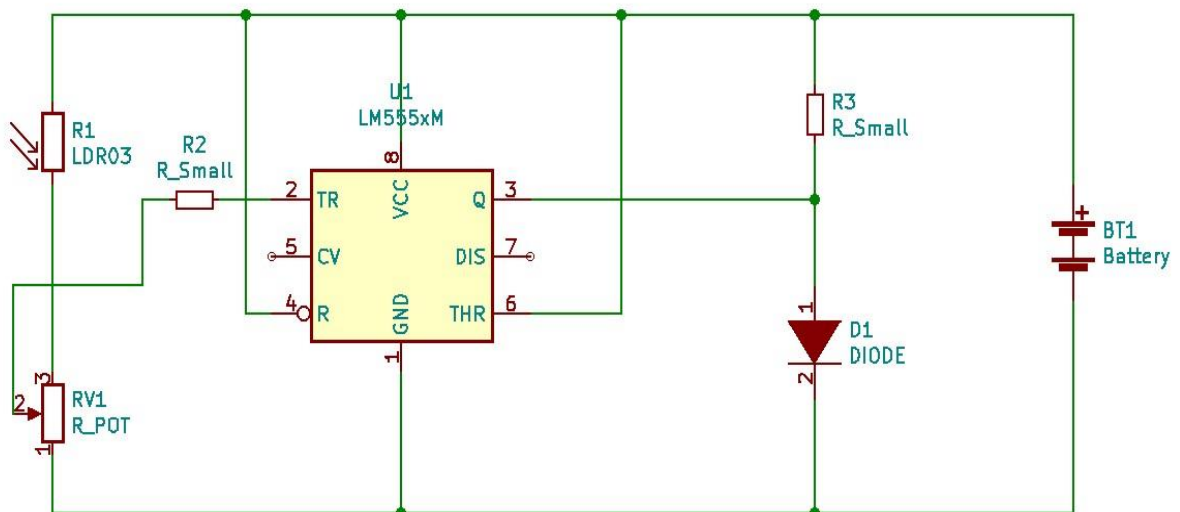 U1
LM555xM
R1
LDR03
R2
R_Small
R3
R_Small
8
VCC
2
TR
Q
3
5
CV
DIS
7
4
R
THR
6
GND
1
+
BT1
Battery
1
D1
DIODE
2
3
2
RV1
R_POT
1